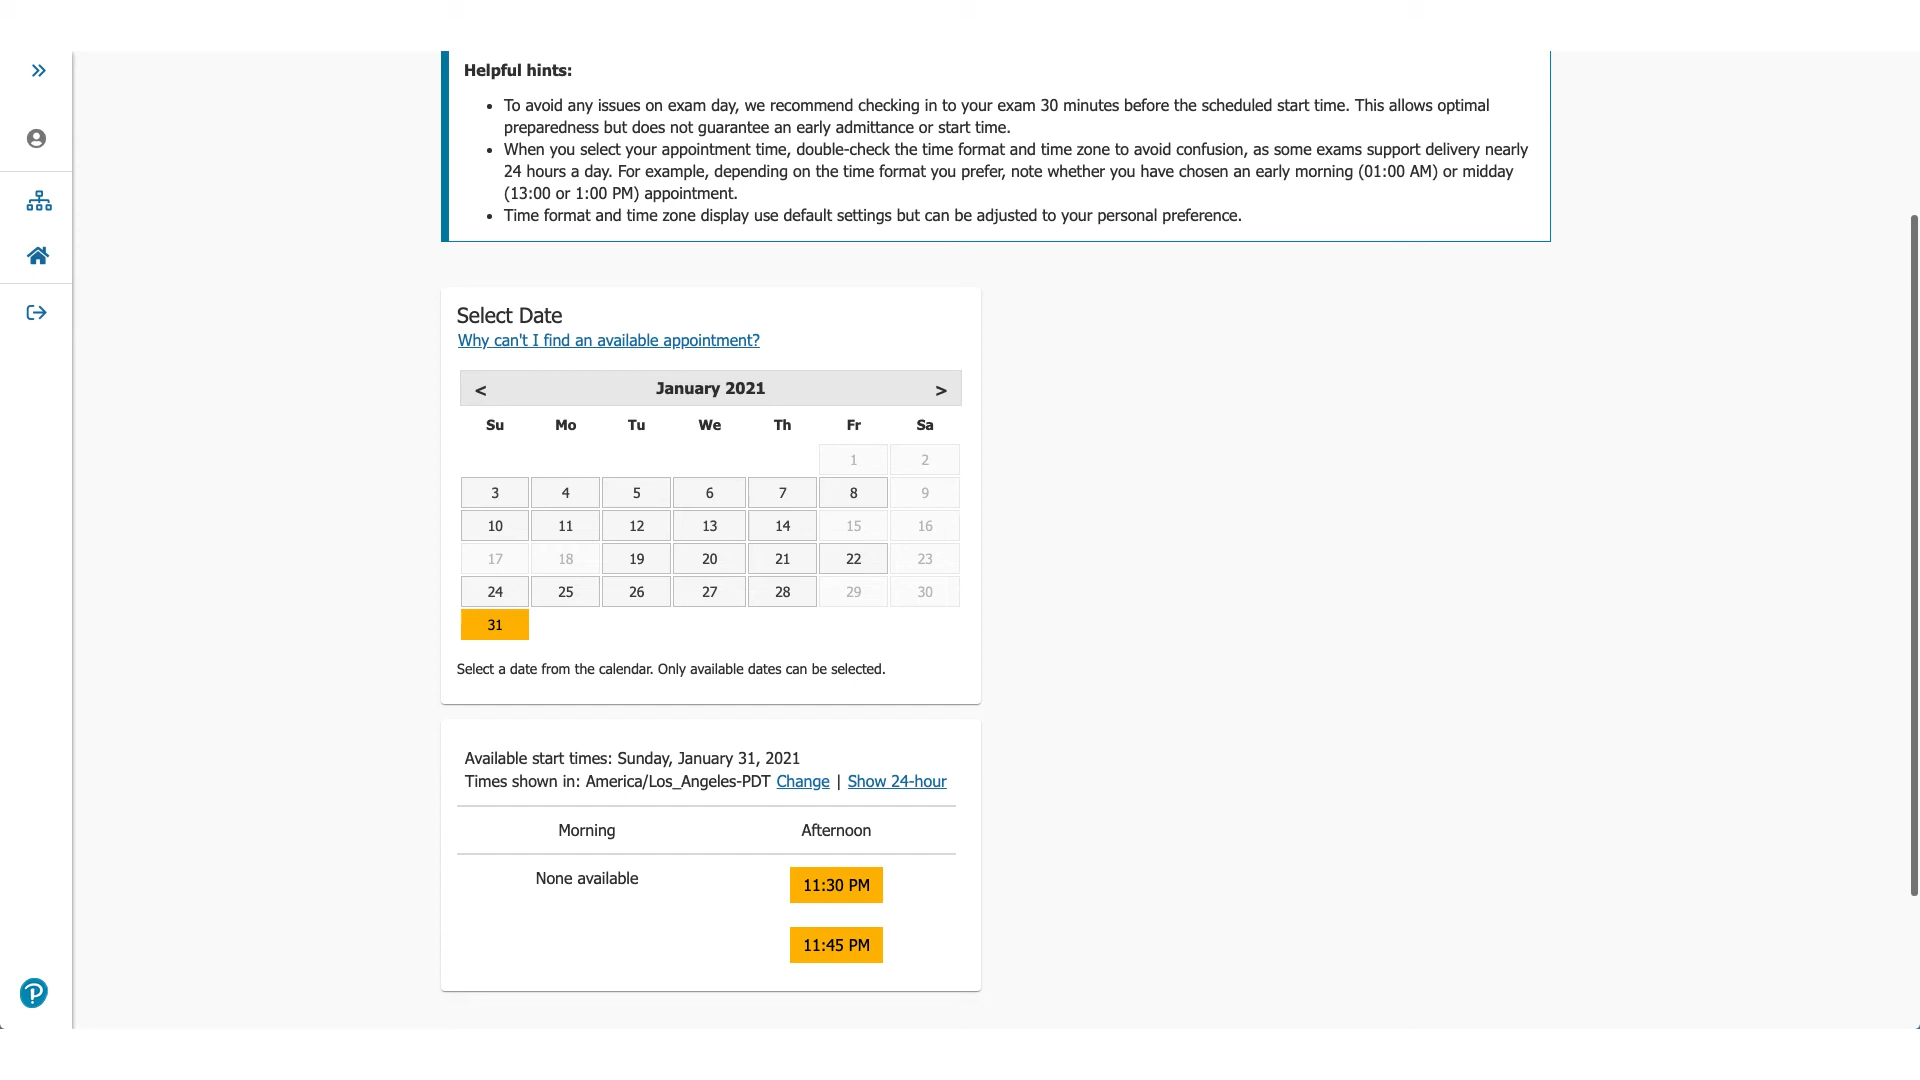 Helpful hints:
• To avoid any issues on exam day, we recommend checking in to your exam 30 minutes before the scheduled start time. This allows optimal
preparedness but does not guarantee an early admittance or start time.
• When you select your appointment time, double-check the time format and time zone to avoid confusion, as some exams support delivery nearly
24 hours a day. For example, depending on the time format you prefer, note whether you have chosen an early morning (01:00 AM) or midday
(13:00 or 1:00 PM) appointment.
• Time format and time zone display use default settings but can be adjusted to your personal preference.
Select Date
Why can't I find an available appointment?
< January 2021 >
Su Mo Tu We Th Fr Sa
1 2
3 4 5 6 7 8 9
10 11 12 13 14 15 16
17 18 19 20 21 22 23
24 25 26 27 28 29 30
31
Select a date from the calendar. Only available dates can be selected.
Available start times: Sunday, January 31, 2021
Times shown in: America/Los_Angeles-PDT Change | Show 24-hour
Morning Afternoon
None available 11:30 PM
11:45 PM